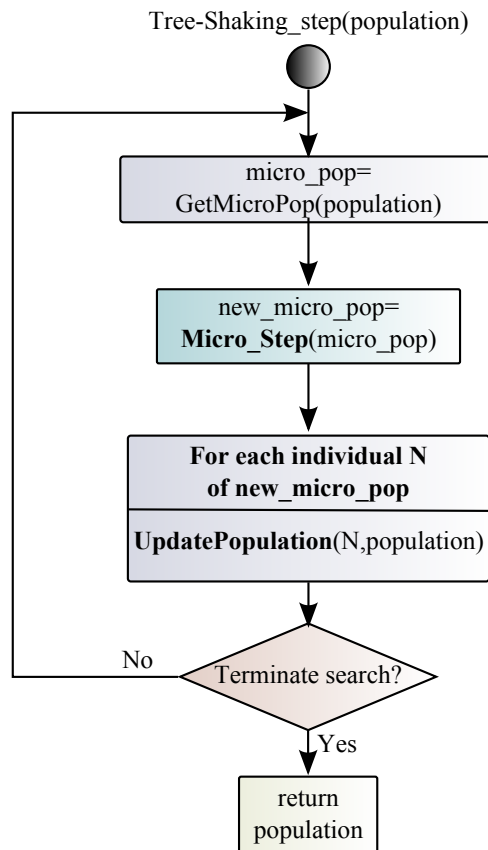 Tree-Shaking_step(population)
micro_pop=
GetMicroPop(population)
new_micro_pop=
Micro_Step(micro_pop)
For each individual N
of new_micro_pop
UpdatePopulation(N,population)
No
Terminate search?
Yes
return
population